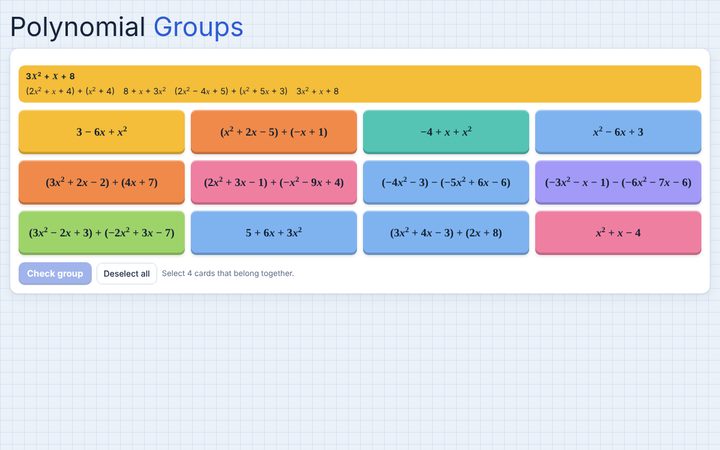 Polynomial Groups
3x² + x + 8
(2x² + x + 4) + (x² + 4) 8 + x + 3x² (2x² − 4x + 5) + (x² + 5x + 3) 3x² + x + 8
3 − 6x + x² (x² + 2x − 5) + (−x + 1) −4 + x + x² x² − 6x + 3
(3x² + 2x − 2) + (4x + 7) (2x² + 3x − 1) + (−x² − 9x + 4) (−4x² − 3) − (−5x² + 6x − 6) (−3x² − x − 1) − (−6x² − 7x − 6)
(3x² − 2x + 3) + (−2x² + 3x − 7) 5 + 6x + 3x² (3x² + 4x − 3) + (2x + 8) x² + x − 4
Check group Deselect all Select 4 cards that belong together.